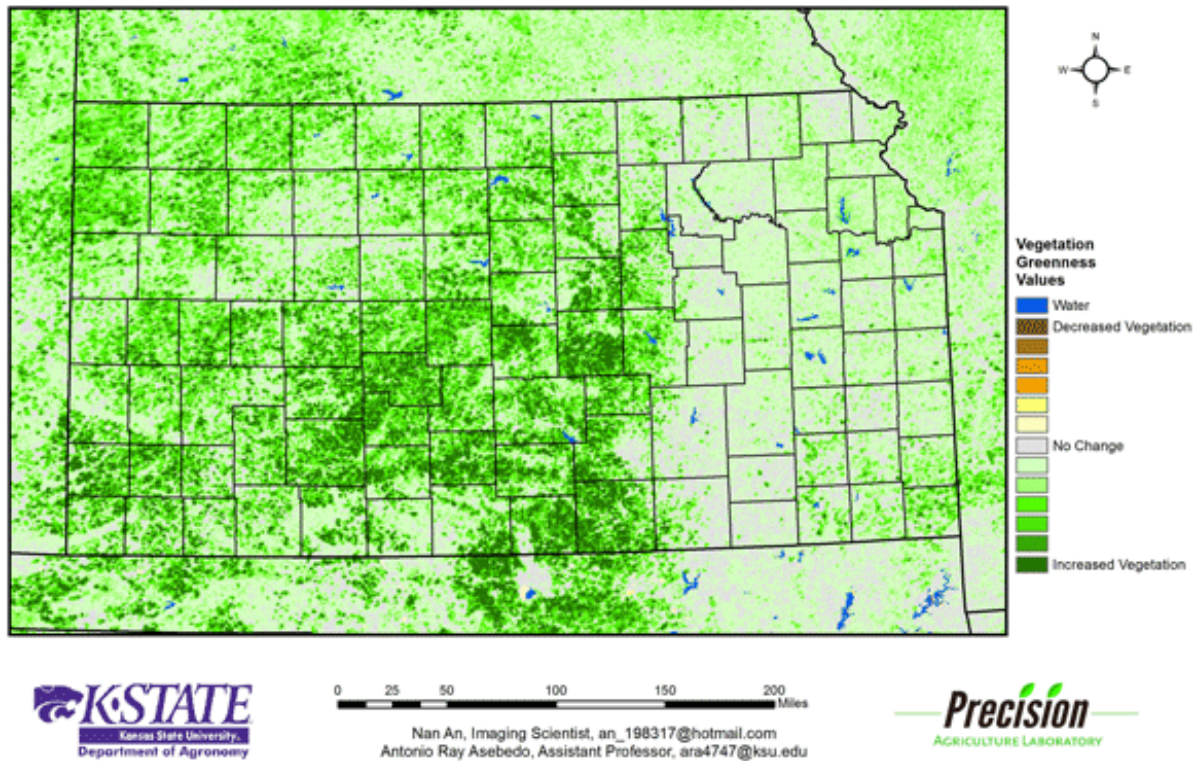 N
W E
S
Vegetation
Greenness
Values
Water
Decreased Vegetation
No Change
Increased Vegetation
K-STATE
Kansas State University.
Department of Agronomy
0 25 50 100 150 200
Miles
Nan An, Imaging Scientist, an_198317@hotmail.com
Antonio Ray Asebedo, Assistant Professor, ara4747@ksu.edu
Precision
AGRICULTURE LABORATORY